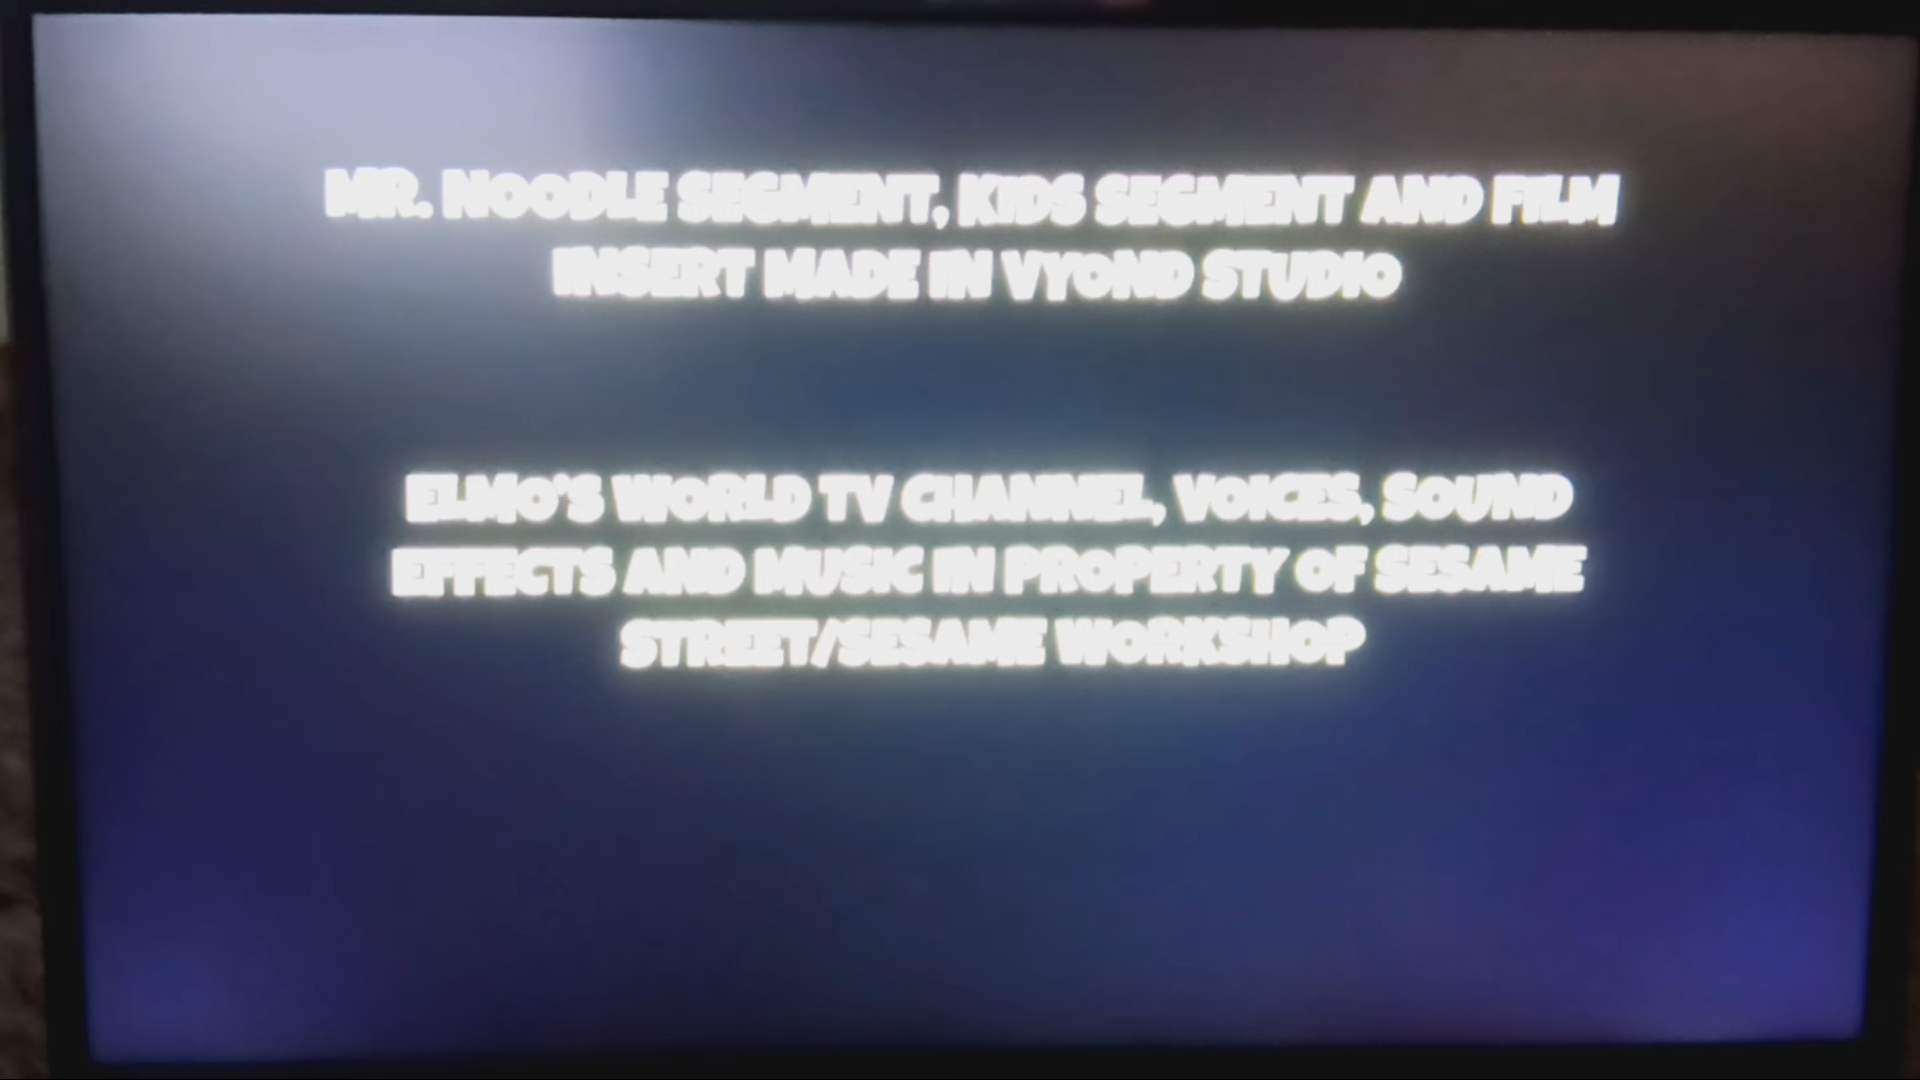 MR. NOODLE SEGMENT, KIDS SEGMENT AND FILM
INSERT MADE IN VYOND STUDIO
ELMO'S WORLD TV CHANNEL, VOICES, SOUND
EFFECTS AND MUSIC IN PROPERTY OF SESAME
STREET/SESAME WORKSHOP